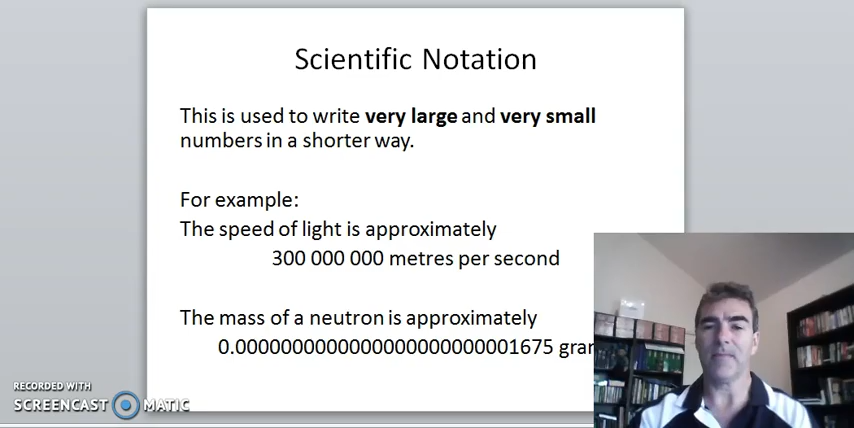 Scientific Notation
This is used to write very large and very small
numbers in a shorter way.
For example:
The speed of light is approximately
300 000 000 metres per second
The mass of a neutron is approximately
0.0000000000000000000000001675
RECORDED WITH
SCREENCAST MATIC